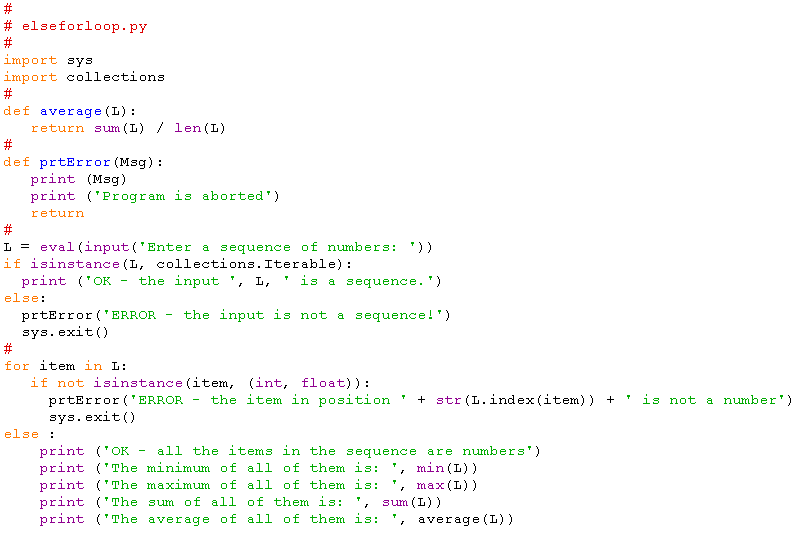 #
# elseforloop.py
#
import sys
import collections
#
def average(L):
   return sum(L) / len(L)
#
def prtError(Msg):
   print (Msg)
   print ('Program is aborted')
   return
#
L = eval(input('Enter a sequence of numbers: '))
if isinstance(L, collections.Iterable):
  print ('OK - the input ', L, ' is a sequence.')
else:
  prtError('ERROR - the input is not a sequence!')
  sys.exit()
#
for item in L:
   if not isinstance(item, (int, float)):
     prtError('ERROR - the item in position ' + str(L.index(item)) + ' is not a number')
     sys.exit()
else :
    print ('OK - all the items in the sequence are numbers')
    print ('The minimum of all of them is: ', min(L))
    print ('The maximum of all of them is: ', max(L))
    print ('The sum of all of them is: ', sum(L))
    print ('The average of all of them is: ', average(L))